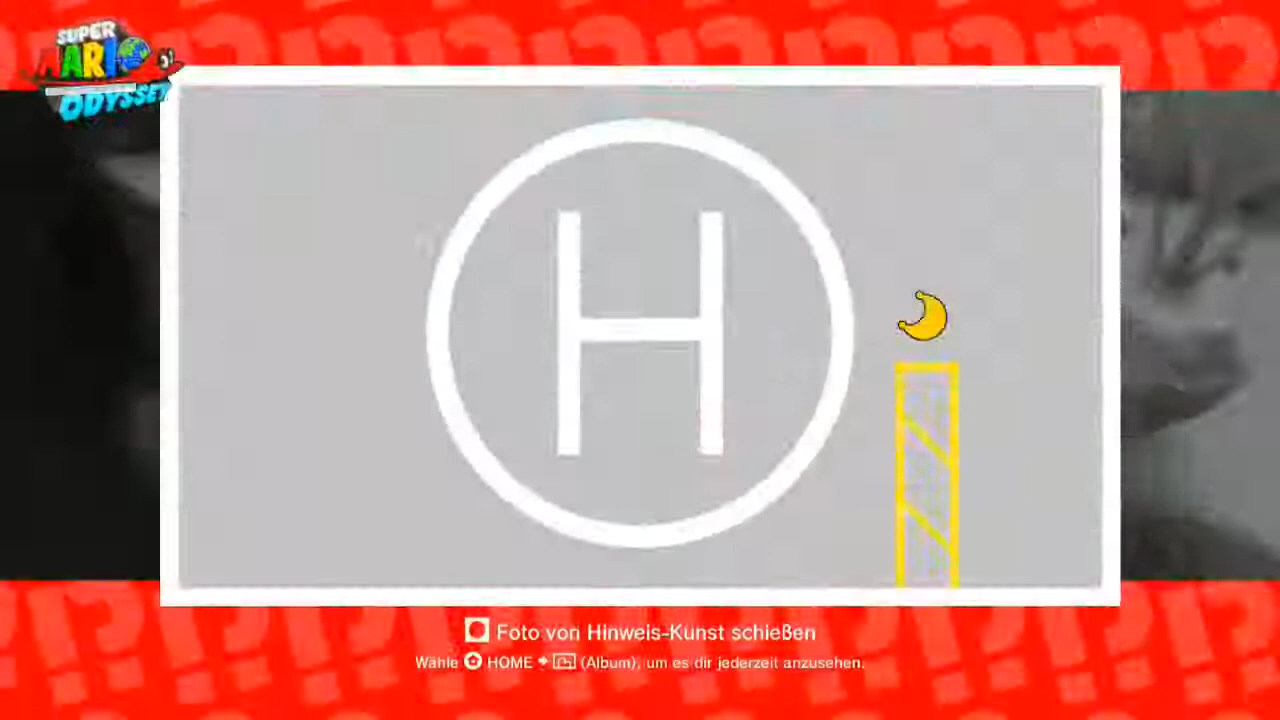 SUPER
MARIO
ODYSSEY
H
Foto von Hinweis-Kunst schießen
Wähle HOME (Album), um es dir jederzeit anzusehen.